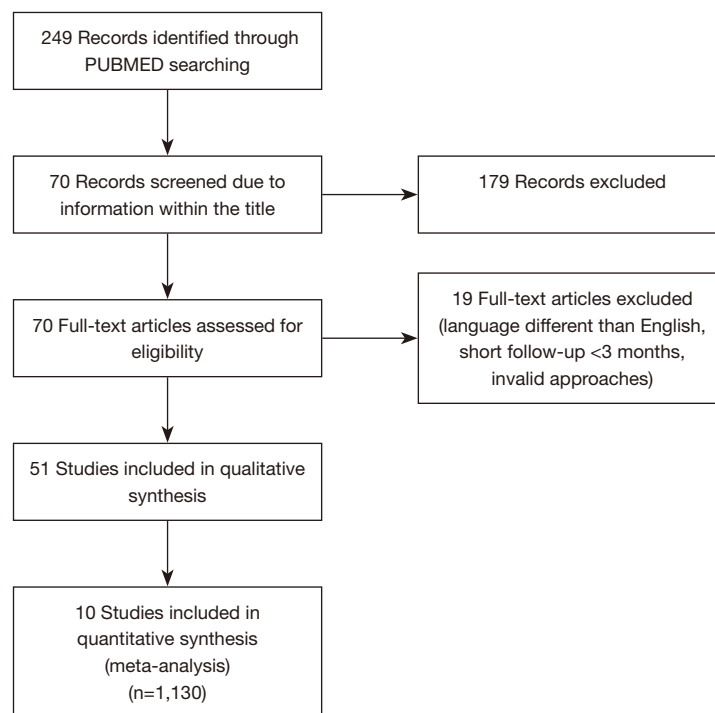 249 Records identified through
PUBMED searching
70 Records screened due to
information within the title
179 Records excluded
70 Full-text articles assessed for
eligibility
19 Full-text articles excluded
(language different than English,
short follow-up <3 months,
invalid approaches)
51 Studies included in qualitative
synthesis
10 Studies included in
quantitative synthesis
(meta-analysis)
(n=1,130)